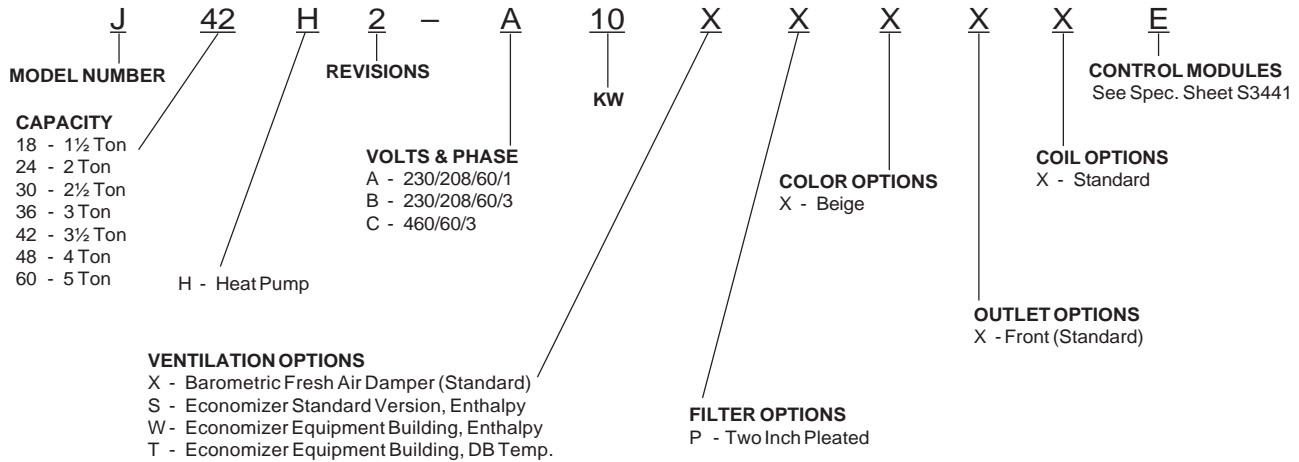 J 42 H 2 – A 10 X X X X X E
MODEL NUMBER
REVISIONS
KW
CONTROL MODULES
See Spec. Sheet S3441
CAPACITY
18 - 1½ Ton
24 - 2 Ton
30 - 2½ Ton
36 - 3 Ton
42 - 3½ Ton
48 - 4 Ton
60 - 5 Ton
H - Heat Pump
VOLTS & PHASE
A - 230/208/60/1
B - 230/208/60/3
C - 460/60/3
COLOR OPTIONS
X - Beige
COIL OPTIONS
X - Standard
OUTLET OPTIONS
X - Front (Standard)
VENTILATION OPTIONS
X - Barometric Fresh Air Damper (Standard)
S - Economizer Standard Version, Enthalpy
W - Economizer Equipment Building, Enthalpy
T - Economizer Equipment Building, DB Temp.
FILTER OPTIONS
P - Two Inch Pleated